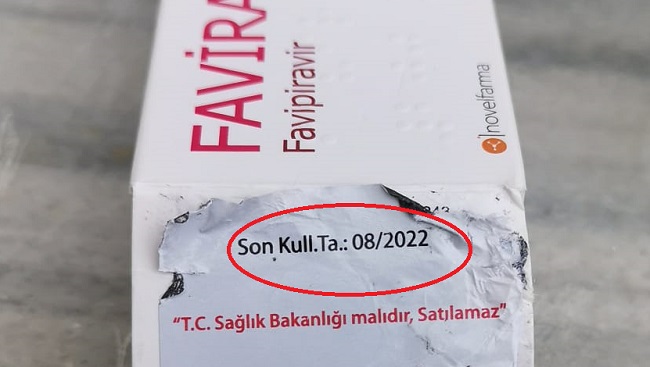 FAVİRA
Favipiravir
novelfarma
Son Kull.Ta.: 08/2022
“T.C. Sağlık Bakanlığı malıdır, Satılamaz”